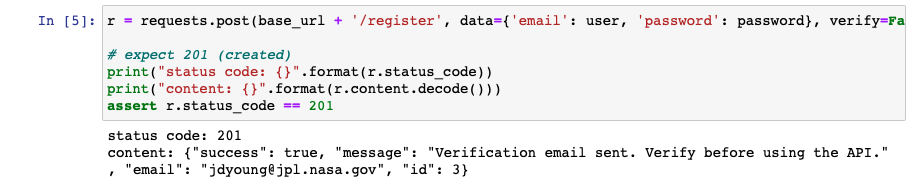 In [5]: r = requests.post(base_url + '/register', data={'email': user, 'password': password}, verify=Fa
# expect 201 (created)
print("status code: {}".format(r.status_code))
print("content: {}".format(r.content.decode()))
assert r.status_code == 201
status code: 201
content: {"success": true, "message": "Verification email sent. Verify before using the API."
, "email": "jdyoung@jpl.nasa.gov", "id": 3}